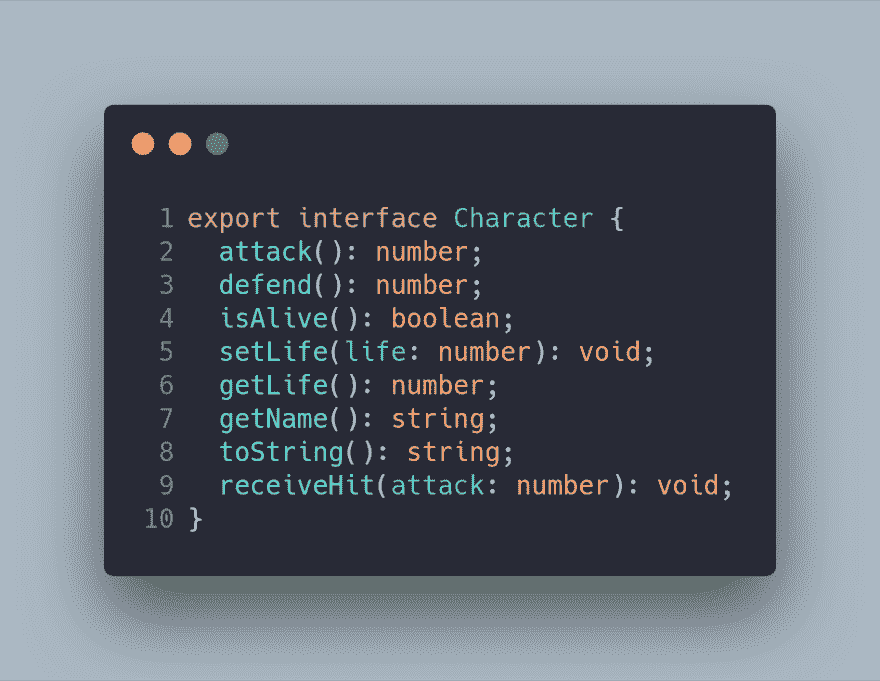 1 export interface Character {
2   attack(): number;
3   defend(): number;
4   isAlive(): boolean;
5   setLife(life: number): void;
6   getLife(): number;
7   getName(): string;
8   toString(): string;
9   receiveHit(attack: number): void;
10 }